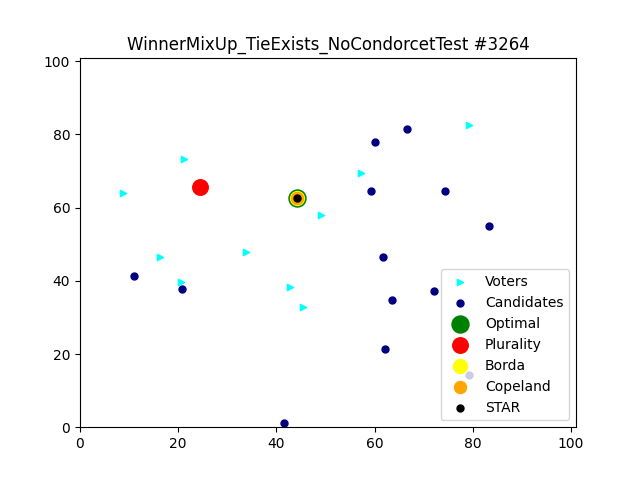 WinnerMixUp_TieExists_NoCondorcetTest #3264
100
80
60
40
20
0
0
20
40
60
80
100
Voters
Candidates
Optimal
Plurality
Borda
Copeland
STAR